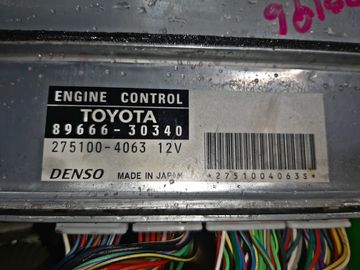 ENGINE CONTROL
TOYOTA
89666-30340
275100-4063 12V
DENSO MADE IN JAPAN
*2751004063S*